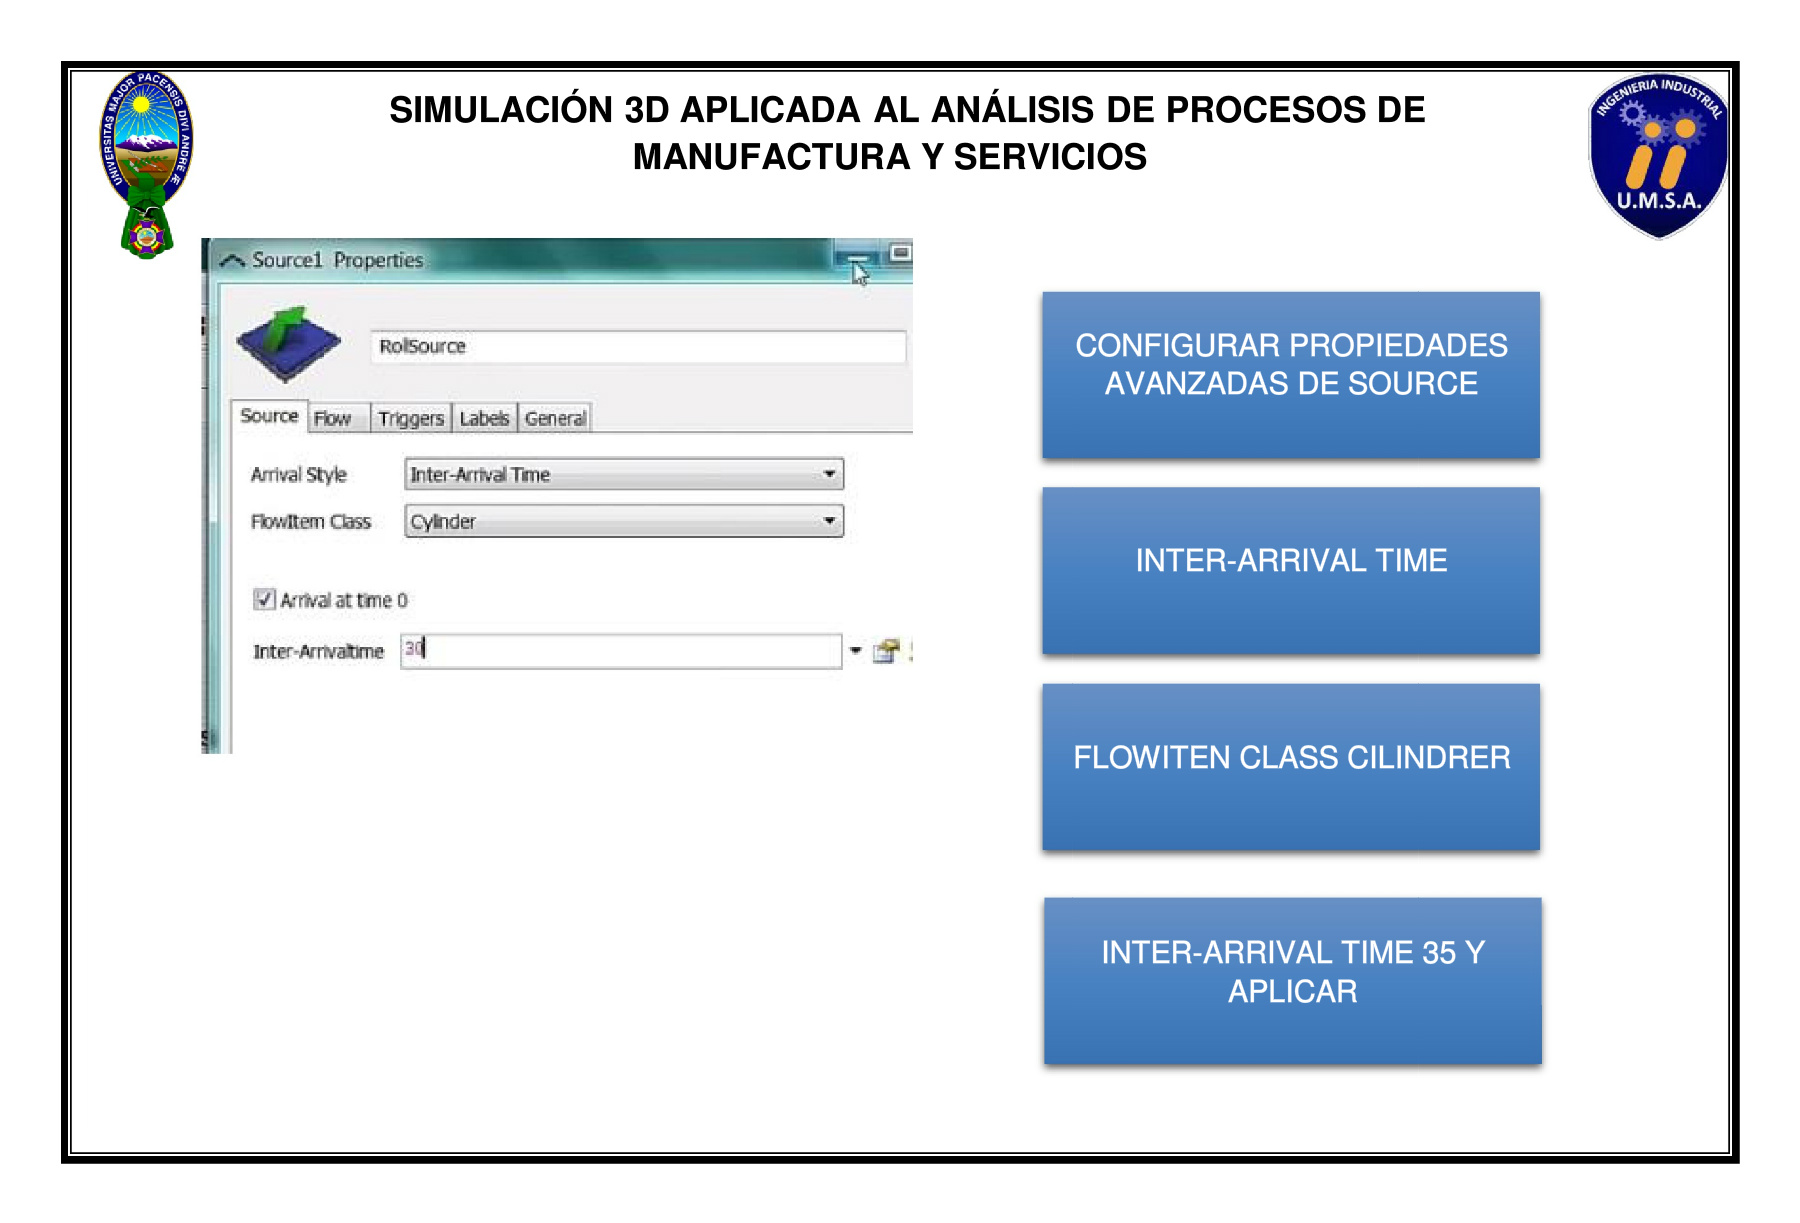 SIMULACIÓN 3D APLICADA AL ANÁLISIS DE PROCESOS DE
MANUFACTURA Y SERVICIOS
UNIVERSITAS MAJOR PACENSIS DIVI ANDRE Æ
INGENIERIA INDUSTRIAL
U.M.S.A.
Source1 Properties
RollSource
Source Flow Triggers Labels General
Arrival Style Inter-Arrival Time
FlowItem Class Cylinder
Arrival at time 0
Inter-Arrivaltime 30
CONFIGURAR PROPIEDADES
AVANZADAS DE SOURCE
INTER-ARRIVAL TIME
FLOWITEN CLASS CILINDRER
INTER-ARRIVAL TIME 35 Y
APLICAR